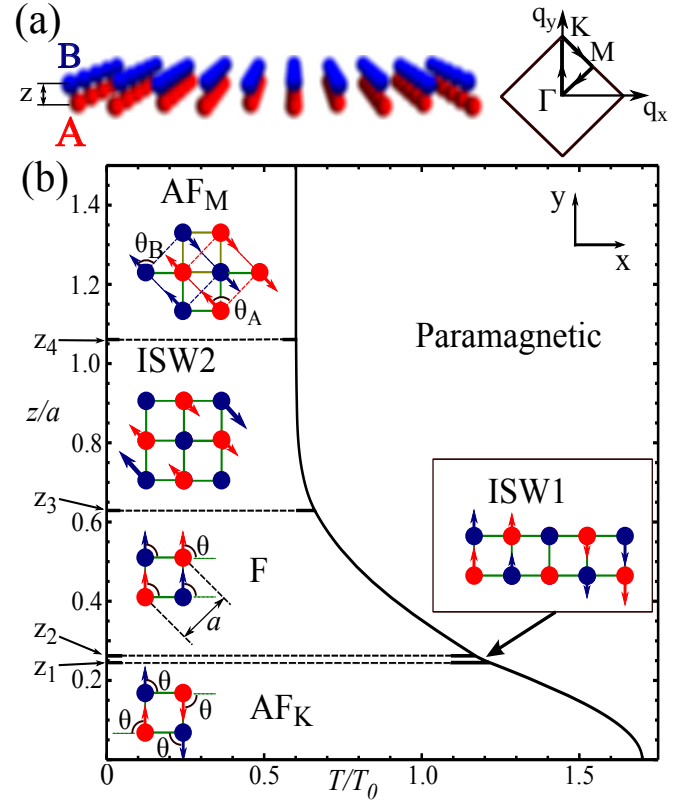 (a)
B
z
A
q_y
K
M
Γ
q_x
(b)
AF_M
y
x
1.4
1.2
θ_B
θ_A
z_4
1.0
ISW2
Paramagnetic
z/a
0.8
z_3
0.6
ISW1
θ
F
a
0.4
z_2
z_1
0.2
θ
θ
θ
θ
AF_K
0
0.5
T/T_0
1.0
1.5